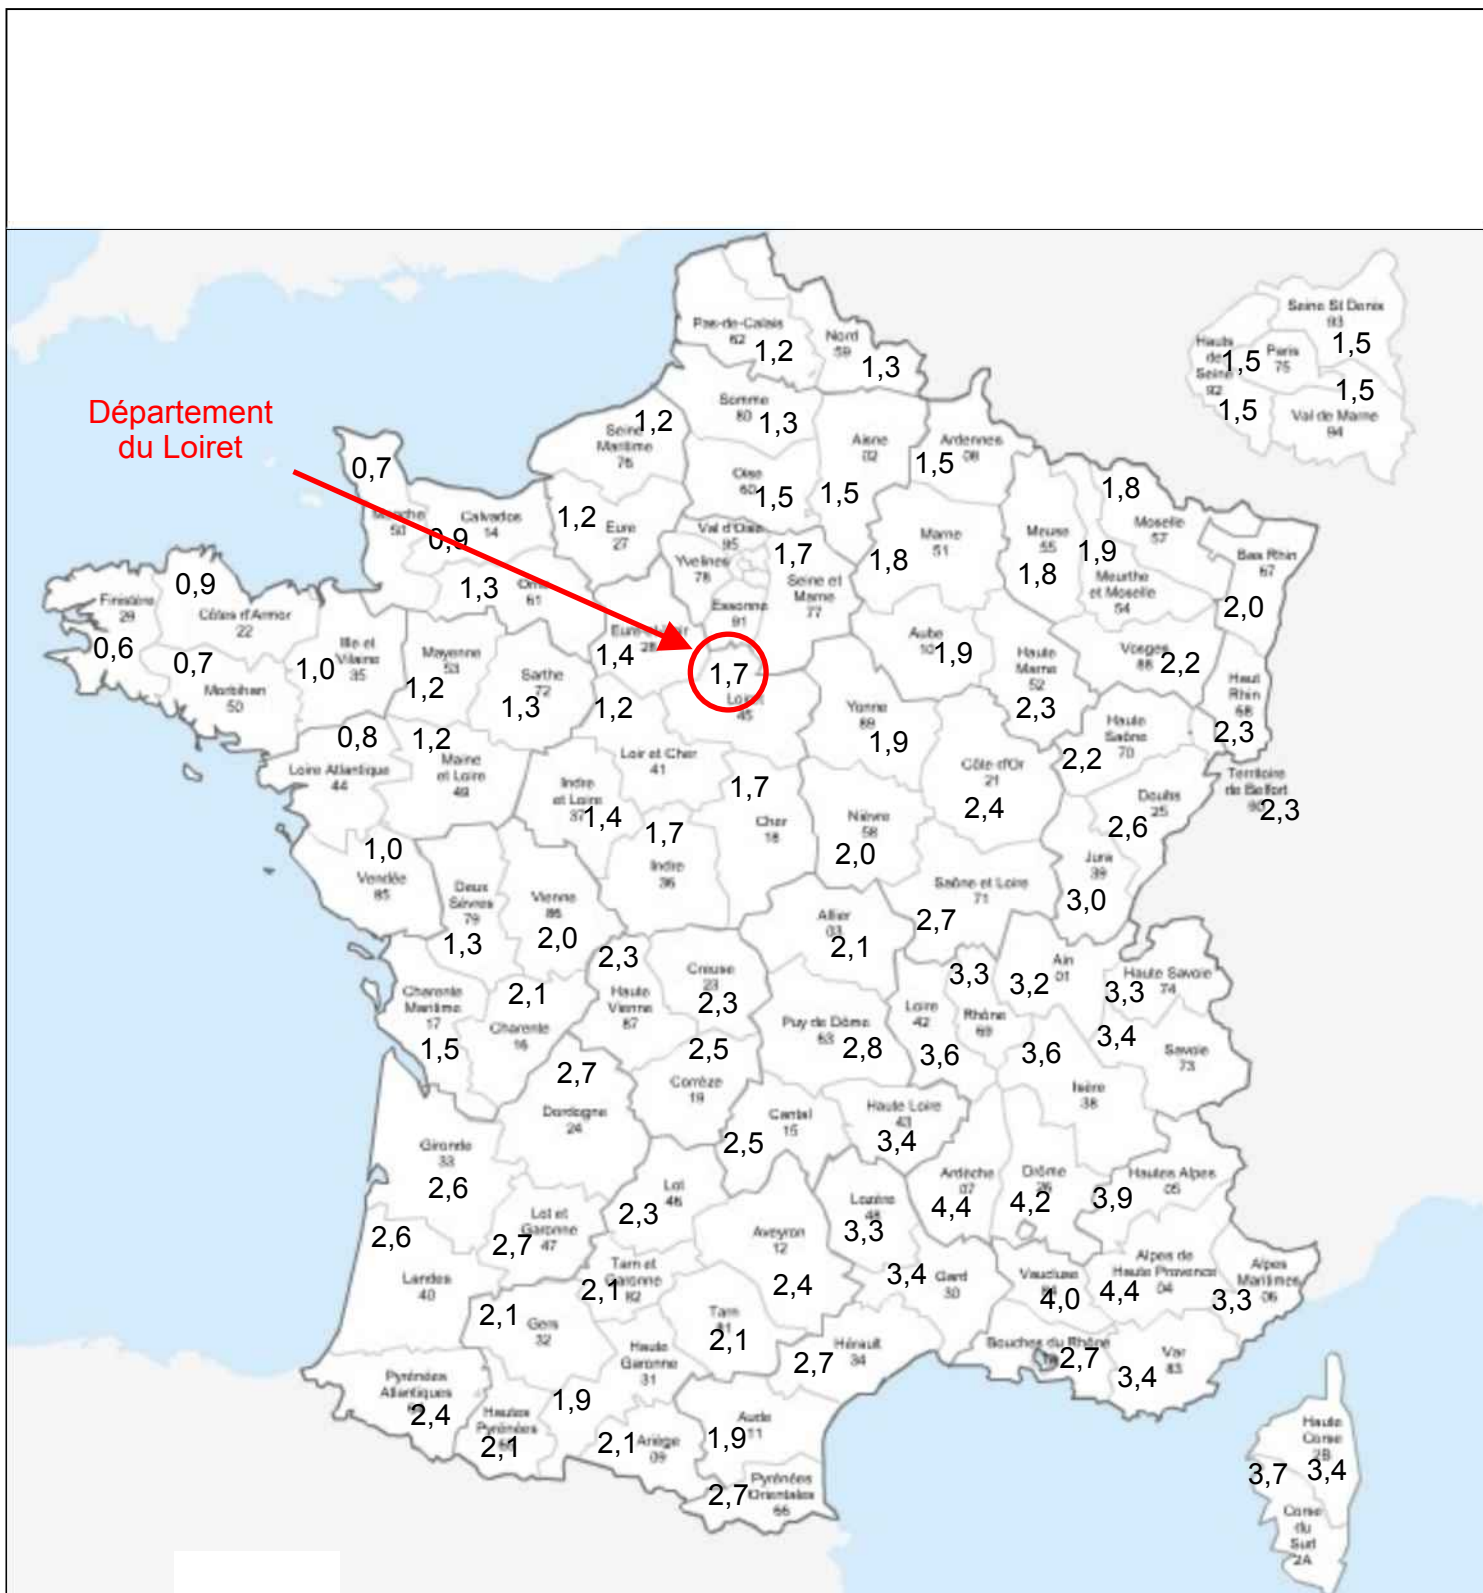 Département
du Loiret
Pas-de-Calais
62
1,2
Nord
59
1,3
Somme
80
1,3
Seine
Maritime
76
1,2
Aisne
02
1,5
Ardennes
08
1,5
Oise
60
1,5
Seine St Denis
93
1,5
Hauts
de
Seine
92
1,5
Paris
75
1,5
1,5
Val de Marne
94
0,7
Manche
50
Calvados
14
0,9
Eure
27
1,2
Val d'Oise
95
Yvelines
78
Essonne
91
1,7
Seine et
Marne
77
Marne
51
1,8
Meuse
55
1,8
1,8
Moselle
57
1,9
Meurthe
et Moselle
54
Bas Rhin
67
2,0
Orne
61
1,3
Finistère
29
0,6
0,9
Côtes d'Armor
22
0,7
Morbihan
50
Ille et
Vilaine
35
1,0
Mayenne
53
1,2
Sarthe
72
1,3
Eure et Loir
28
1,4
1,7
Loiret
45
1,2
Loir et Cher
41
Aube
10
1,9
Haute
Marne
52
2,3
Vosges
88
2,2
Haut
Rhin
68
2,3
Yonne
89
1,9
Haute
Saône
70
2,2
Territoire
de Belfort
90
2,3
0,8
Loire Atlantique
44
1,2
Maine
et Loire
49
Indre
et Loire
37
1,4
1,7
Cher
18
Nièvre
58
2,0
Côte d'Or
21
2,4
Doubs
25
2,6
Jura
39
3,0
1,0
Vendée
85
Deux
Sèvres
79
1,3
Vienne
86
2,0
1,7
Indre
36
Saône et Loire
71
2,7
Allier
03
2,1
2,3
Haute
Vienne
87
Creuse
23
2,3
Charente
Maritime
17
1,5
2,1
Charente
16
Puy de Dôme
63
2,8
Loire
42
3,6
3,3
Rhône
69
Ain
01
3,2
Haute Savoie
74
3,3
3,4
Savoie
73
3,6
Isère
38
2,7
Dordogne
24
2,5
Corrèze
19
Cantal
15
2,5
Haute Loire
43
3,4
Gironde
33
2,6
Lot
46
2,3
Lot et
Garonne
47
2,7
Aveyron
12
2,4
Lozère
48
3,3
Ardèche
07
4,4
Drôme
26
4,2
Hautes Alpes
05
3,9
2,6
Landes
40
Tarn et
Garonne
82
2,1
Gers
32
2,1
Tarn
81
2,1
3,4
Gard
30
Vaucluse
84
4,0
Alpes de
Haute Provence
04
4,4
Alpes
Maritimes
06
3,3
Haute
Garonne
31
1,9
Hérault
34
2,7
Bouches du Rhône
2,7
Var
83
3,4
Pyrénées
Atlantiques
2,4
Hautes
Pyrénées
2,1
Ariège
09
2,1
Aude
11
1,9
Pyrénées
Orientales
66
2,7
Haute
Corse
2B
3,4
3,7
Corse
du
Sud
2A